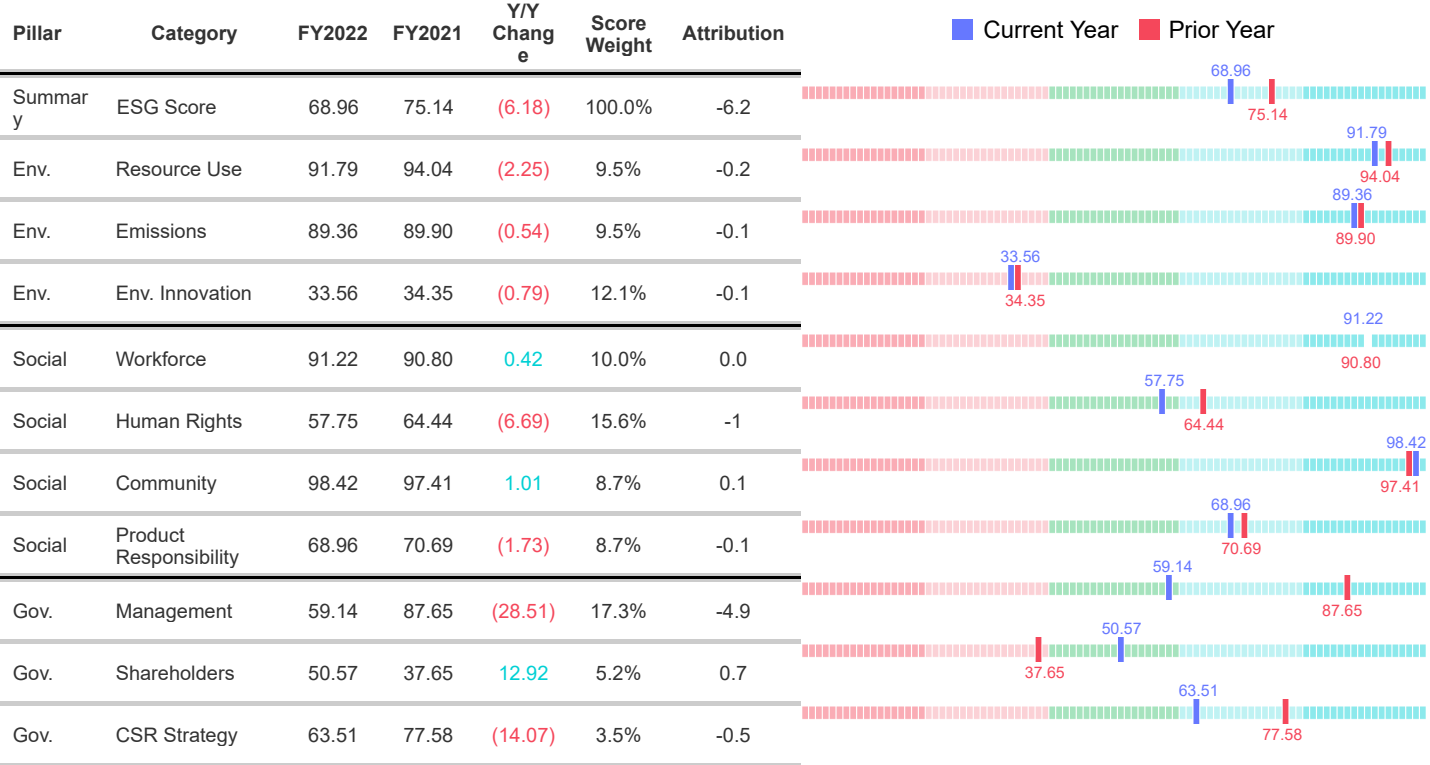 Pillar Category FY2022 FY2021 Y/Y Chang e Score Weight Attribution
Current Year Prior Year
Summar y ESG Score 68.96 75.14 (6.18) 100.0% -6.2
68.96
75.14
Env. Resource Use 91.79 94.04 (2.25) 9.5% -0.2
91.79
94.04
Env. Emissions 89.36 89.90 (0.54) 9.5% -0.1
89.36
89.90
Env. Env. Innovation 33.56 34.35 (0.79) 12.1% -0.1
33.56
34.35
Social Workforce 91.22 90.80 0.42 10.0% 0.0
91.22
90.80
Social Human Rights 57.75 64.44 (6.69) 15.6% -1
57.75
64.44
Social Community 98.42 97.41 1.01 8.7% 0.1
98.42
97.41
Social Product Responsibility 68.96 70.69 (1.73) 8.7% -0.1
68.96
70.69
Gov. Management 59.14 87.65 (28.51) 17.3% -4.9
59.14
87.65
Gov. Shareholders 50.57 37.65 12.92 5.2% 0.7
50.57
37.65
Gov. CSR Strategy 63.51 77.58 (14.07) 3.5% -0.5
63.51
77.58